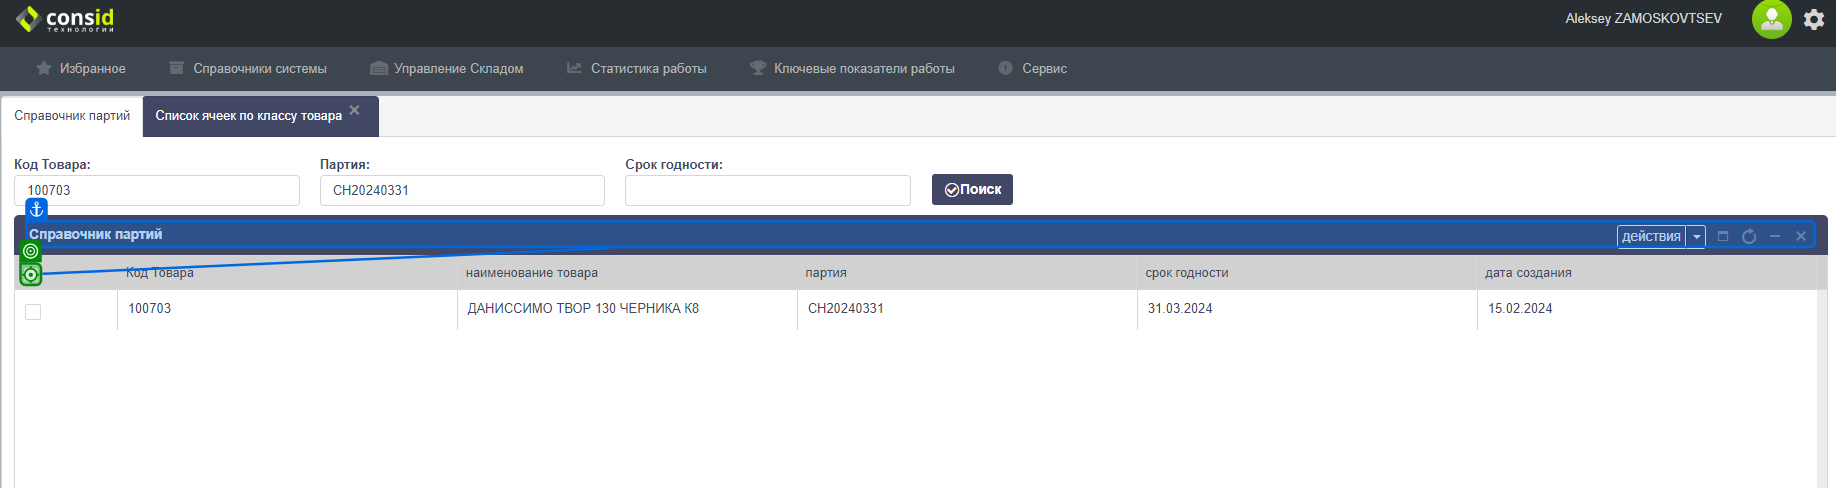 consid
технологии
Aleksey ZAMOSKOVTSEV
Избранное
Справочники системы
Управление Складом
Статистика работы
Ключевые показатели работы
Сервис
Справочник партий
Список ячеек по классу товара
Код Товара:
Партия:
Срок годности:
100703
CH20240331
Поиск
Справочник партий
действия
Код Товара
наименование товара
партия
срок годности
дата создания
100703
ДАНИССИМО ТВОР 130 ЧЕРНИКА К8
CH20240331
31.03.2024
15.02.2024